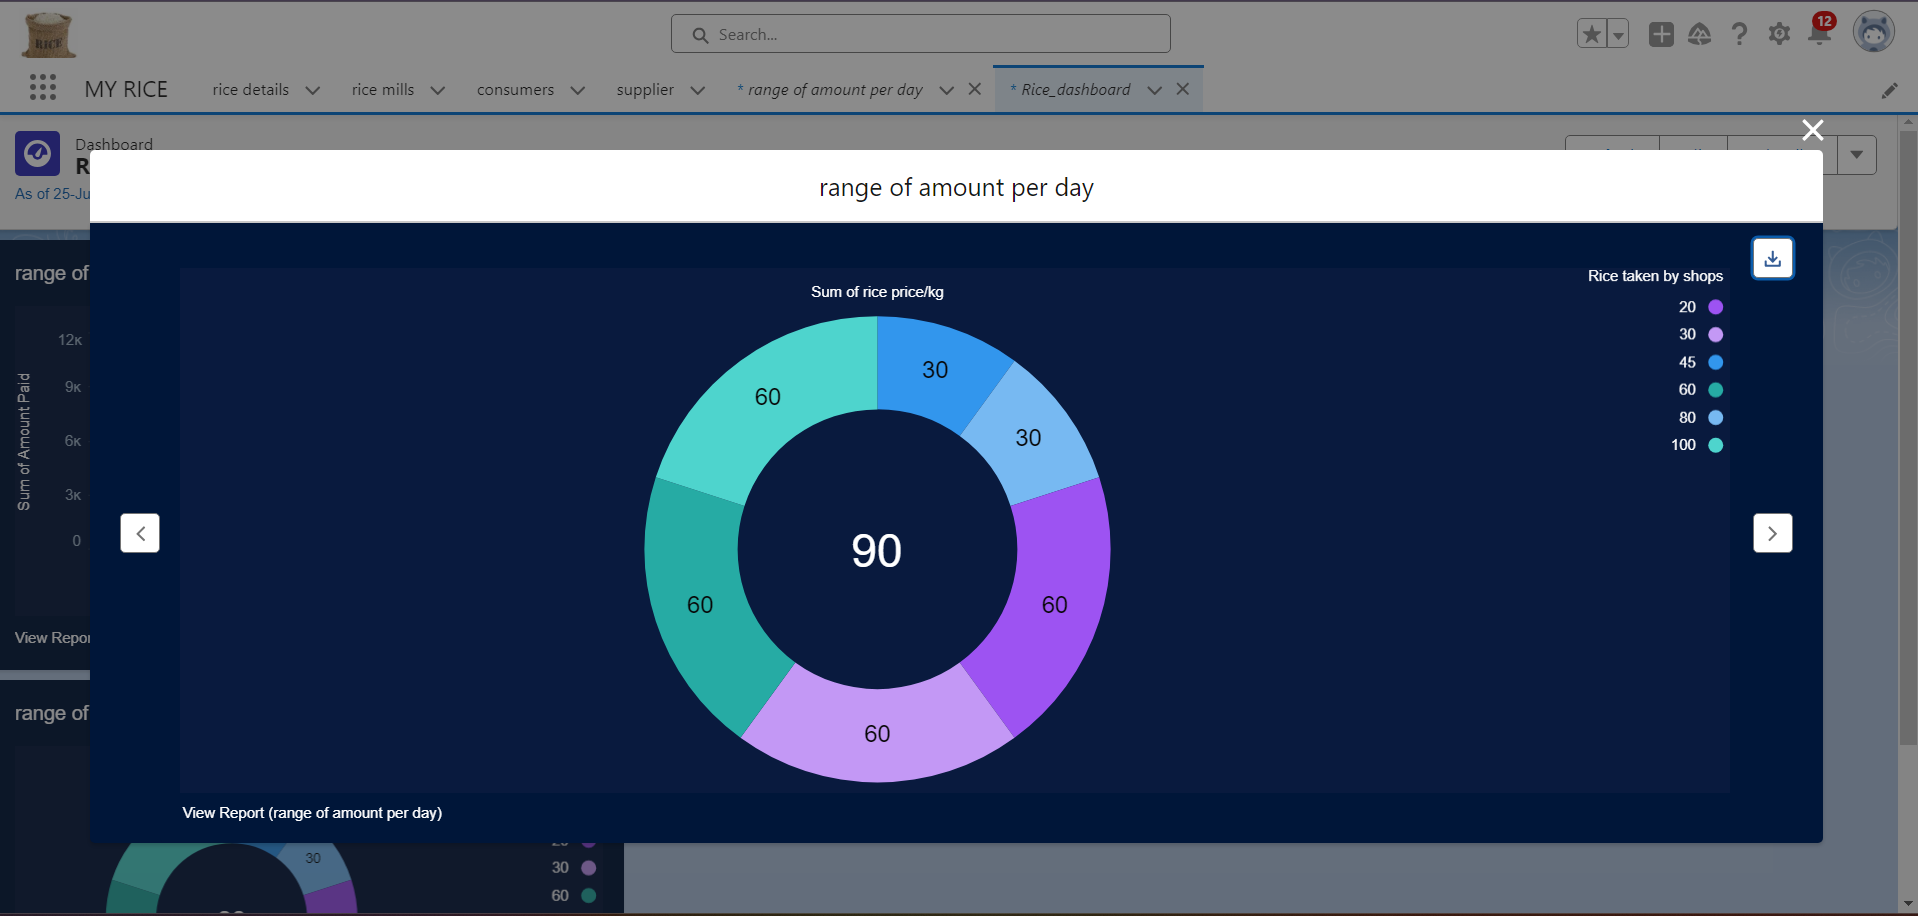 RICE
Search...
12
MY RICE
rice details
rice mills
consumers
supplier
* range of amount per day
* Rice_dashboard
Dashboard
R
As of 25-Ju
range of amount per day
range of
Sum of Amount Paid
12K
9K
6K
3K
0
View Repor
range of
Sum of rice price/kg
30
30
60
60
60
60
90
Rice taken by shops
20
30
45
60
80
100
View Report (range of amount per day)
30
30
60